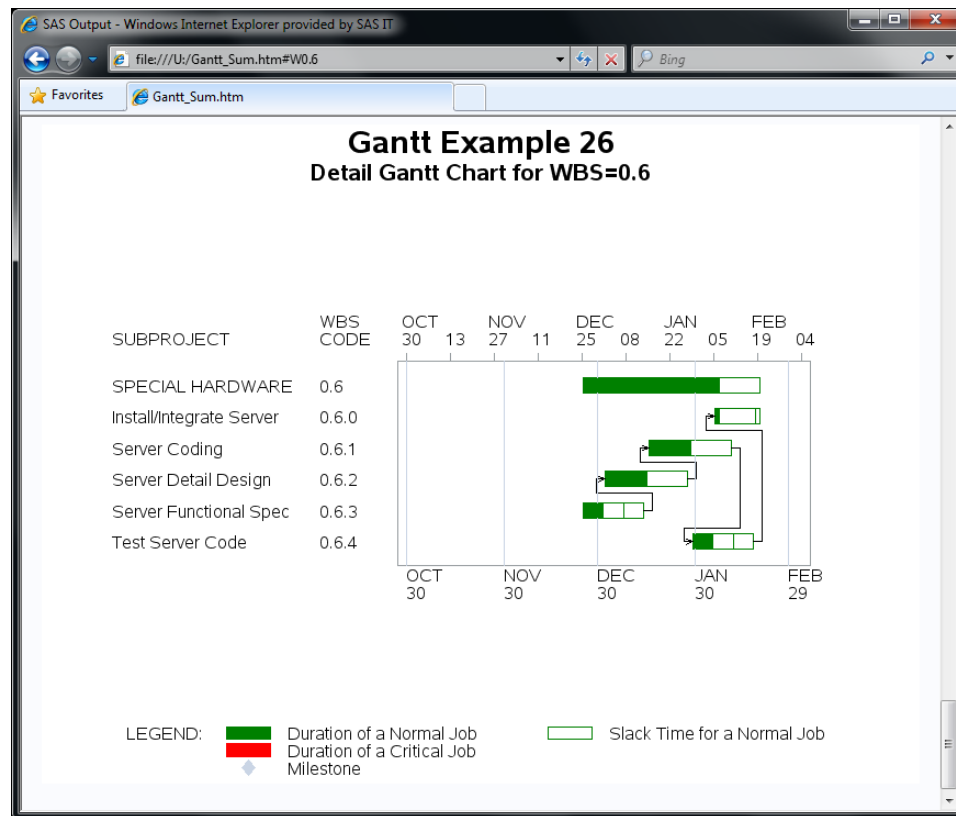 SAS Output - Windows Internet Explorer provided by SAS IT
file:///U:/Gantt_Sum.htm#W0.6
Bing
Favorites
Gantt_Sum.htm
Gantt Example 26
Detail Gantt Chart for WBS=0.6
WBS OCT NOV DEC JAN FEB
SUBPROJECT CODE 30 13 27 11 25 08 22 05 19 04
SPECIAL HARDWARE 0.6
Install/Integrate Server 0.6.0
Server Coding 0.6.1
Server Detail Design 0.6.2
Server Functional Spec 0.6.3
Test Server Code 0.6.4
OCT NOV DEC JAN FEB
30 30 30 30 29
LEGEND: Duration of a Normal Job Slack Time for a Normal Job
Duration of a Critical Job
Milestone